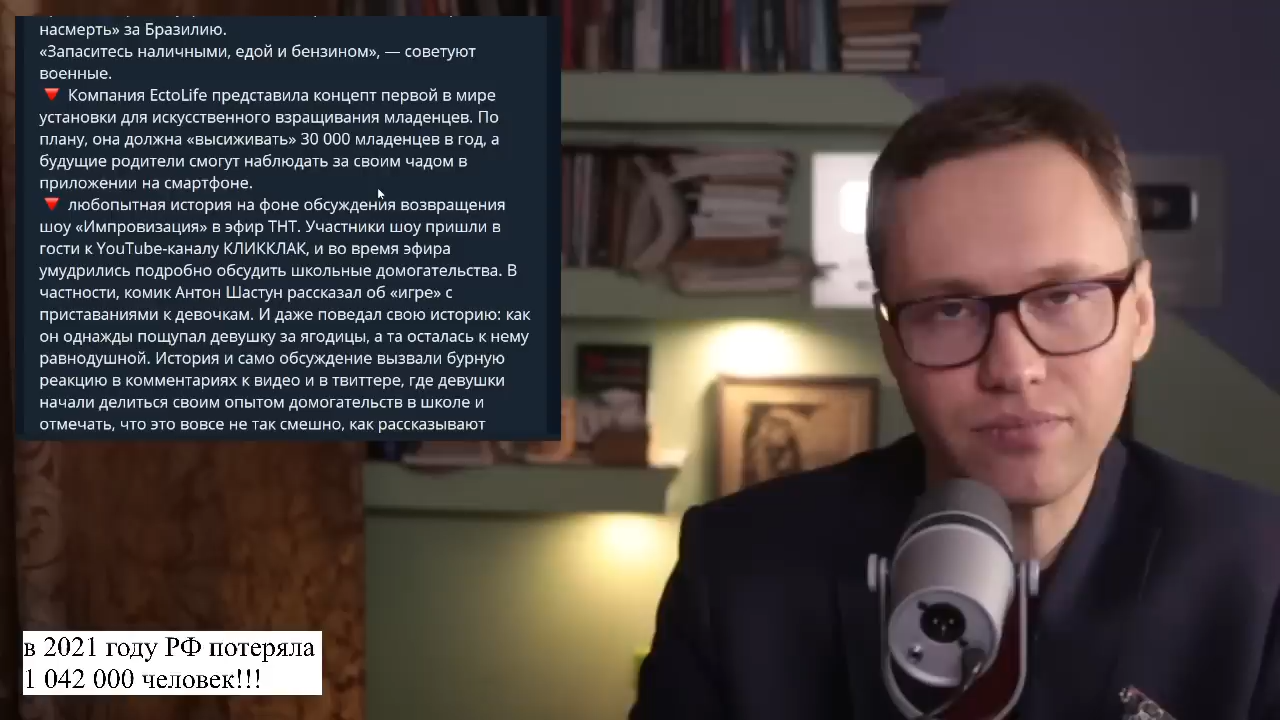 насмерть» за Бразилию.
«Запаситесь наличными, едой и бензином», — советуют
военные.
🔻 Компания EctoLife представила концепт первой в мире
установки для искусственного взращивания младенцев. По
плану, она должна «высиживать» 30 000 младенцев в год, а
будущие родители смогут наблюдать за своим чадом в
приложении на смартфоне.
🔻 любопытная история на фоне обсуждения возвращения
шоу «Импровизация» в эфир ТНТ. Участники шоу пришли в
гости к YouTube-каналу КЛИККЛАК, и во время эфира
умудрились подробно обсудить школьные домогательства. В
частности, комик Антон Шастун рассказал об «игре» с
приставаниями к девочкам. И даже поведал свою историю: как
он однажды пощупал девушку за ягодицы, а та осталась к нему
равнодушной. История и само обсуждение вызвали бурную
реакцию в комментариях к видео и в твиттере, где девушки
начали делиться своим опытом домогательств в школе и
отмечать, что это вовсе не так смешно, как рассказывают
в 2021 году РФ потеряла
1 042 000 человек!!!